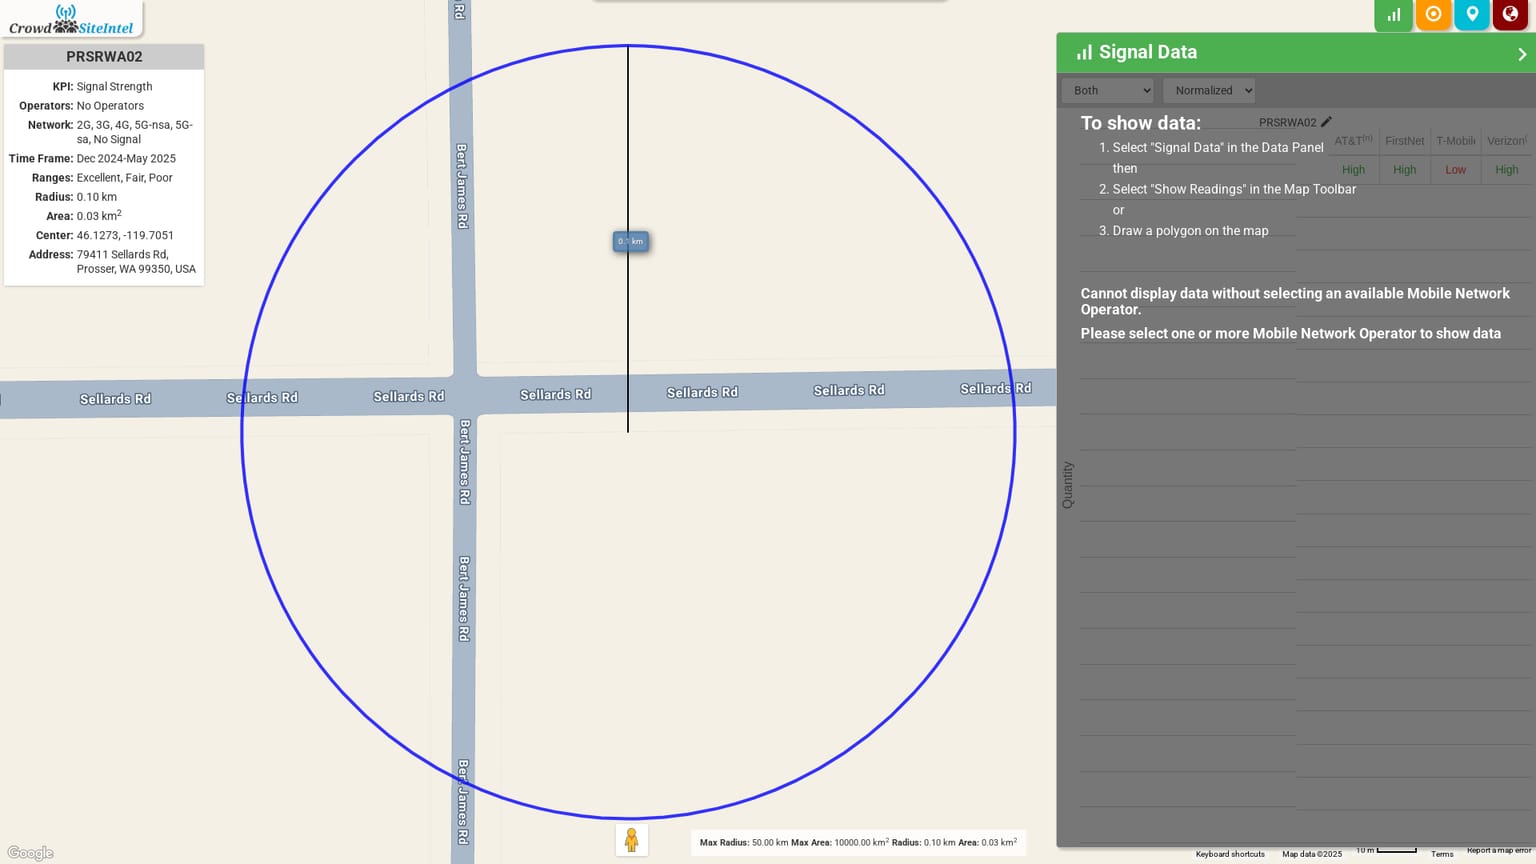 Crowd SiteIntel
PRSRWA02
KPI: Signal Strength
Operators: No Operators
Network: 2G, 3G, 4G, 5G-nsa, 5G-
sa, No Signal
Time Frame: Dec 2024-May 2025
Ranges: Excellent, Fair, Poor
Radius: 0.10 km
Area: 0.03 km²
Center: 46.1273, -119.7051
Address: 79411 Sellards Rd,
Prosser, WA 99350, USA
Rd
Bert James Rd
km
Sellards Rd
Sellards Rd
Sellards Rd
Sellards Rd
Sellards Rd
Sellards Rd
Sellards Rd
Bert James Rd
Bert James Rd
Bert James Rd
Google
Max Radius: 50.00 km Max Area: 10000.00 km² Radius: 0.10 km Area: 0.03 km²
Signal Data
Both
Normalized
To show data:
PRSRWA02
AT&T(n) FirstNet T-Mobile Verizon(
High High Low High
1. Select "Signal Data" in the Data Panel
then
2. Select "Show Readings" in the Map Toolbar
or
3. Draw a polygon on the map
Cannot display data without selecting an available Mobile Network
Operator.
Please select one or more Mobile Network Operator to show data
Quantity
Keyboard shortcuts
Map data ©2025
10 m
Terms
Report a map error